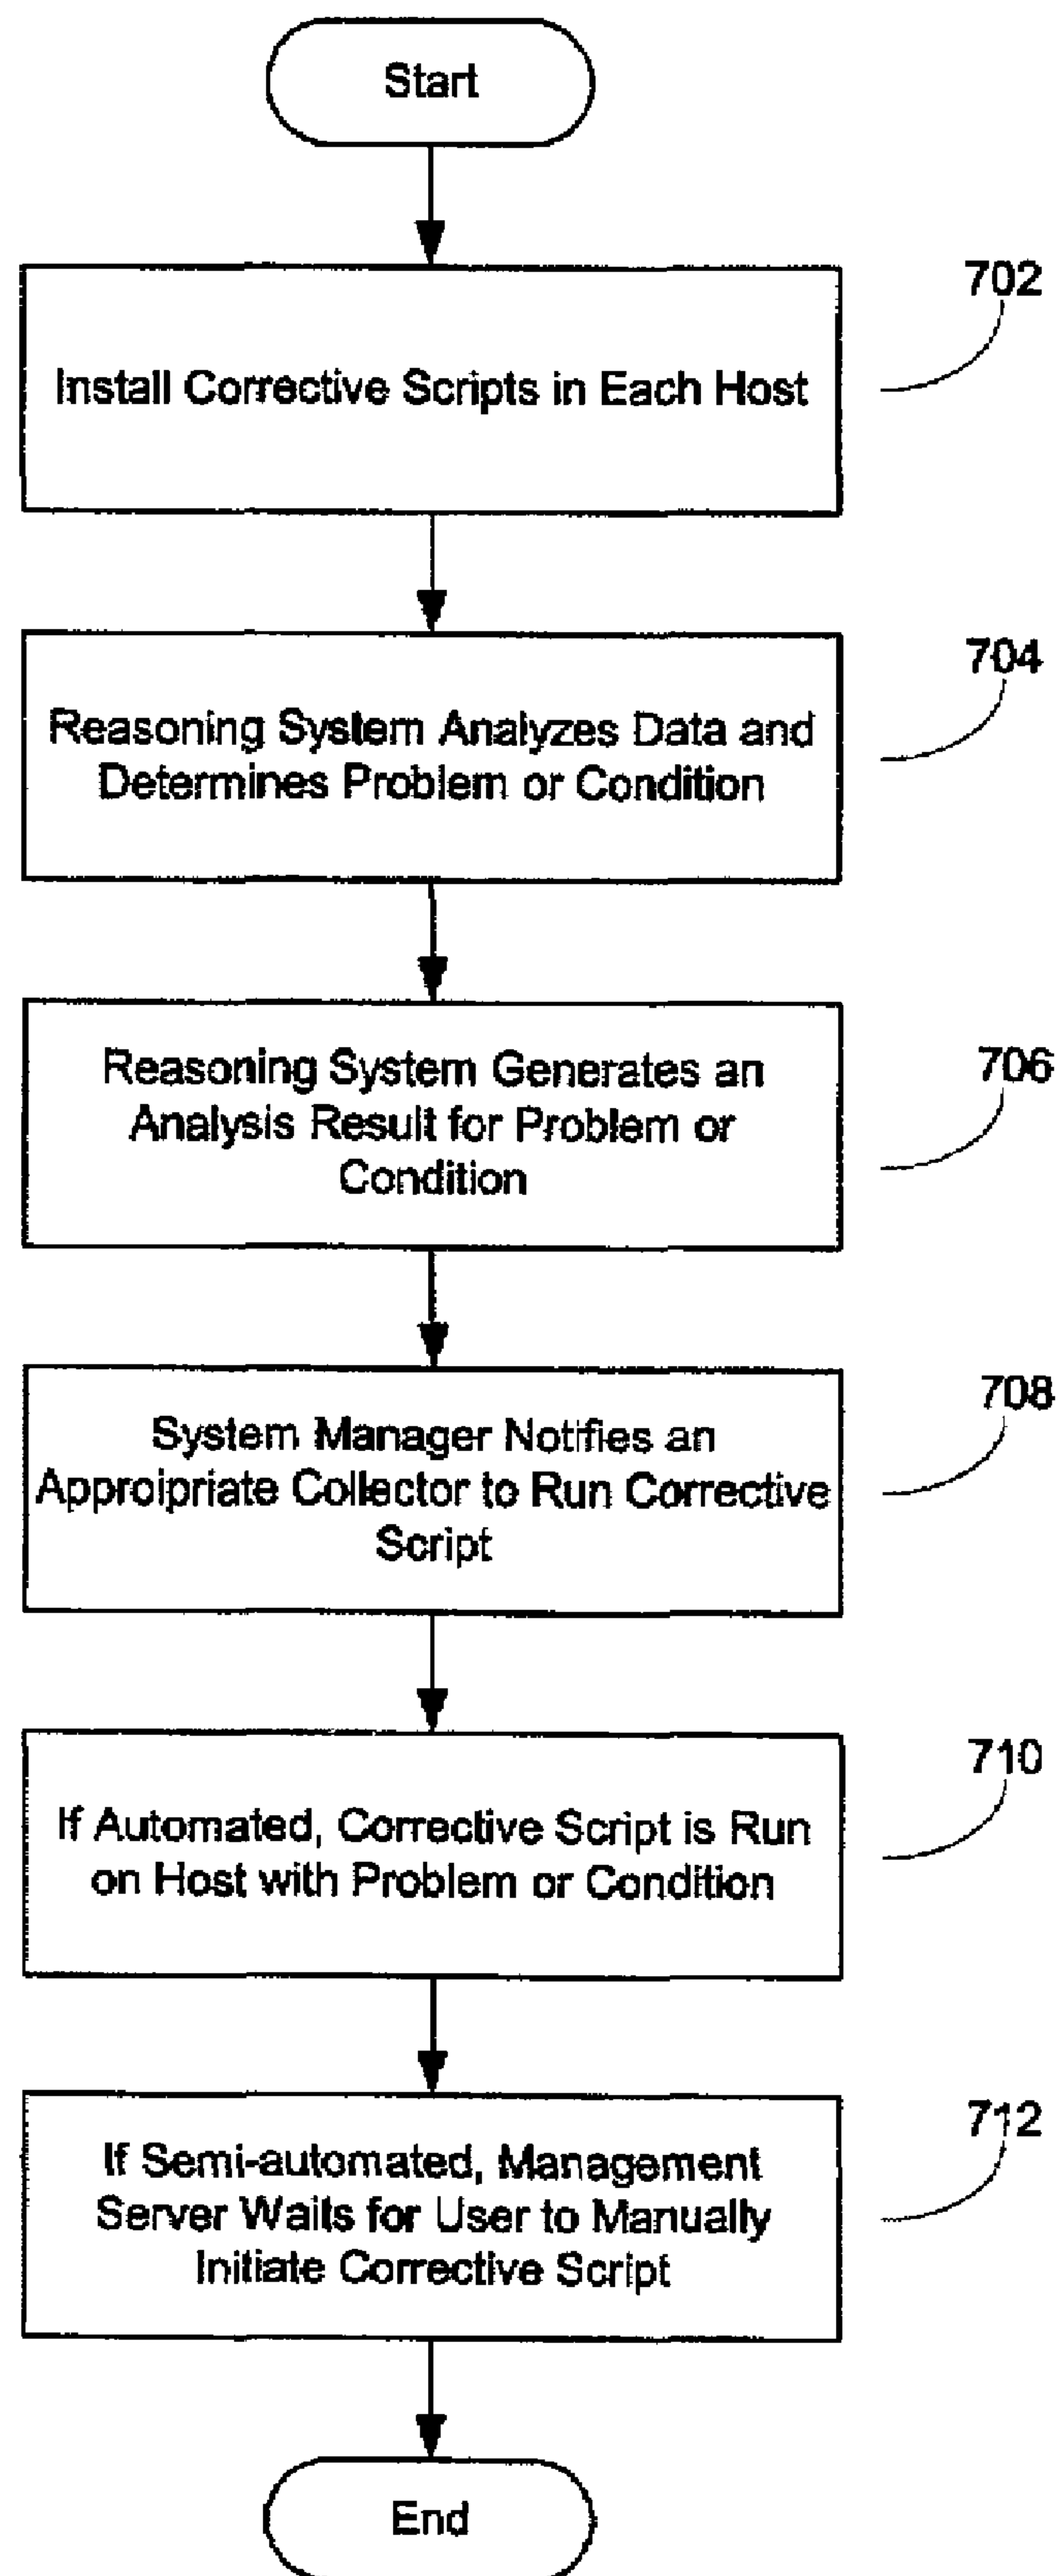 Start
702
Install Corrective Scripts in Each Host
704
Reasoning System Analyzes Data and
Determines Problem or Condition
706
Reasoning System Generates an
Analysis Result for Problem or
Condition
708
System Manager Notifies an
Approipriate Collector to Run Corrective
Script
710
If Automated, Corrective Script is Run
on Host with Problem or Condition
712
If Semi-automated, Management
Server Waits for User to Manually
Initiate Corrective Script
End